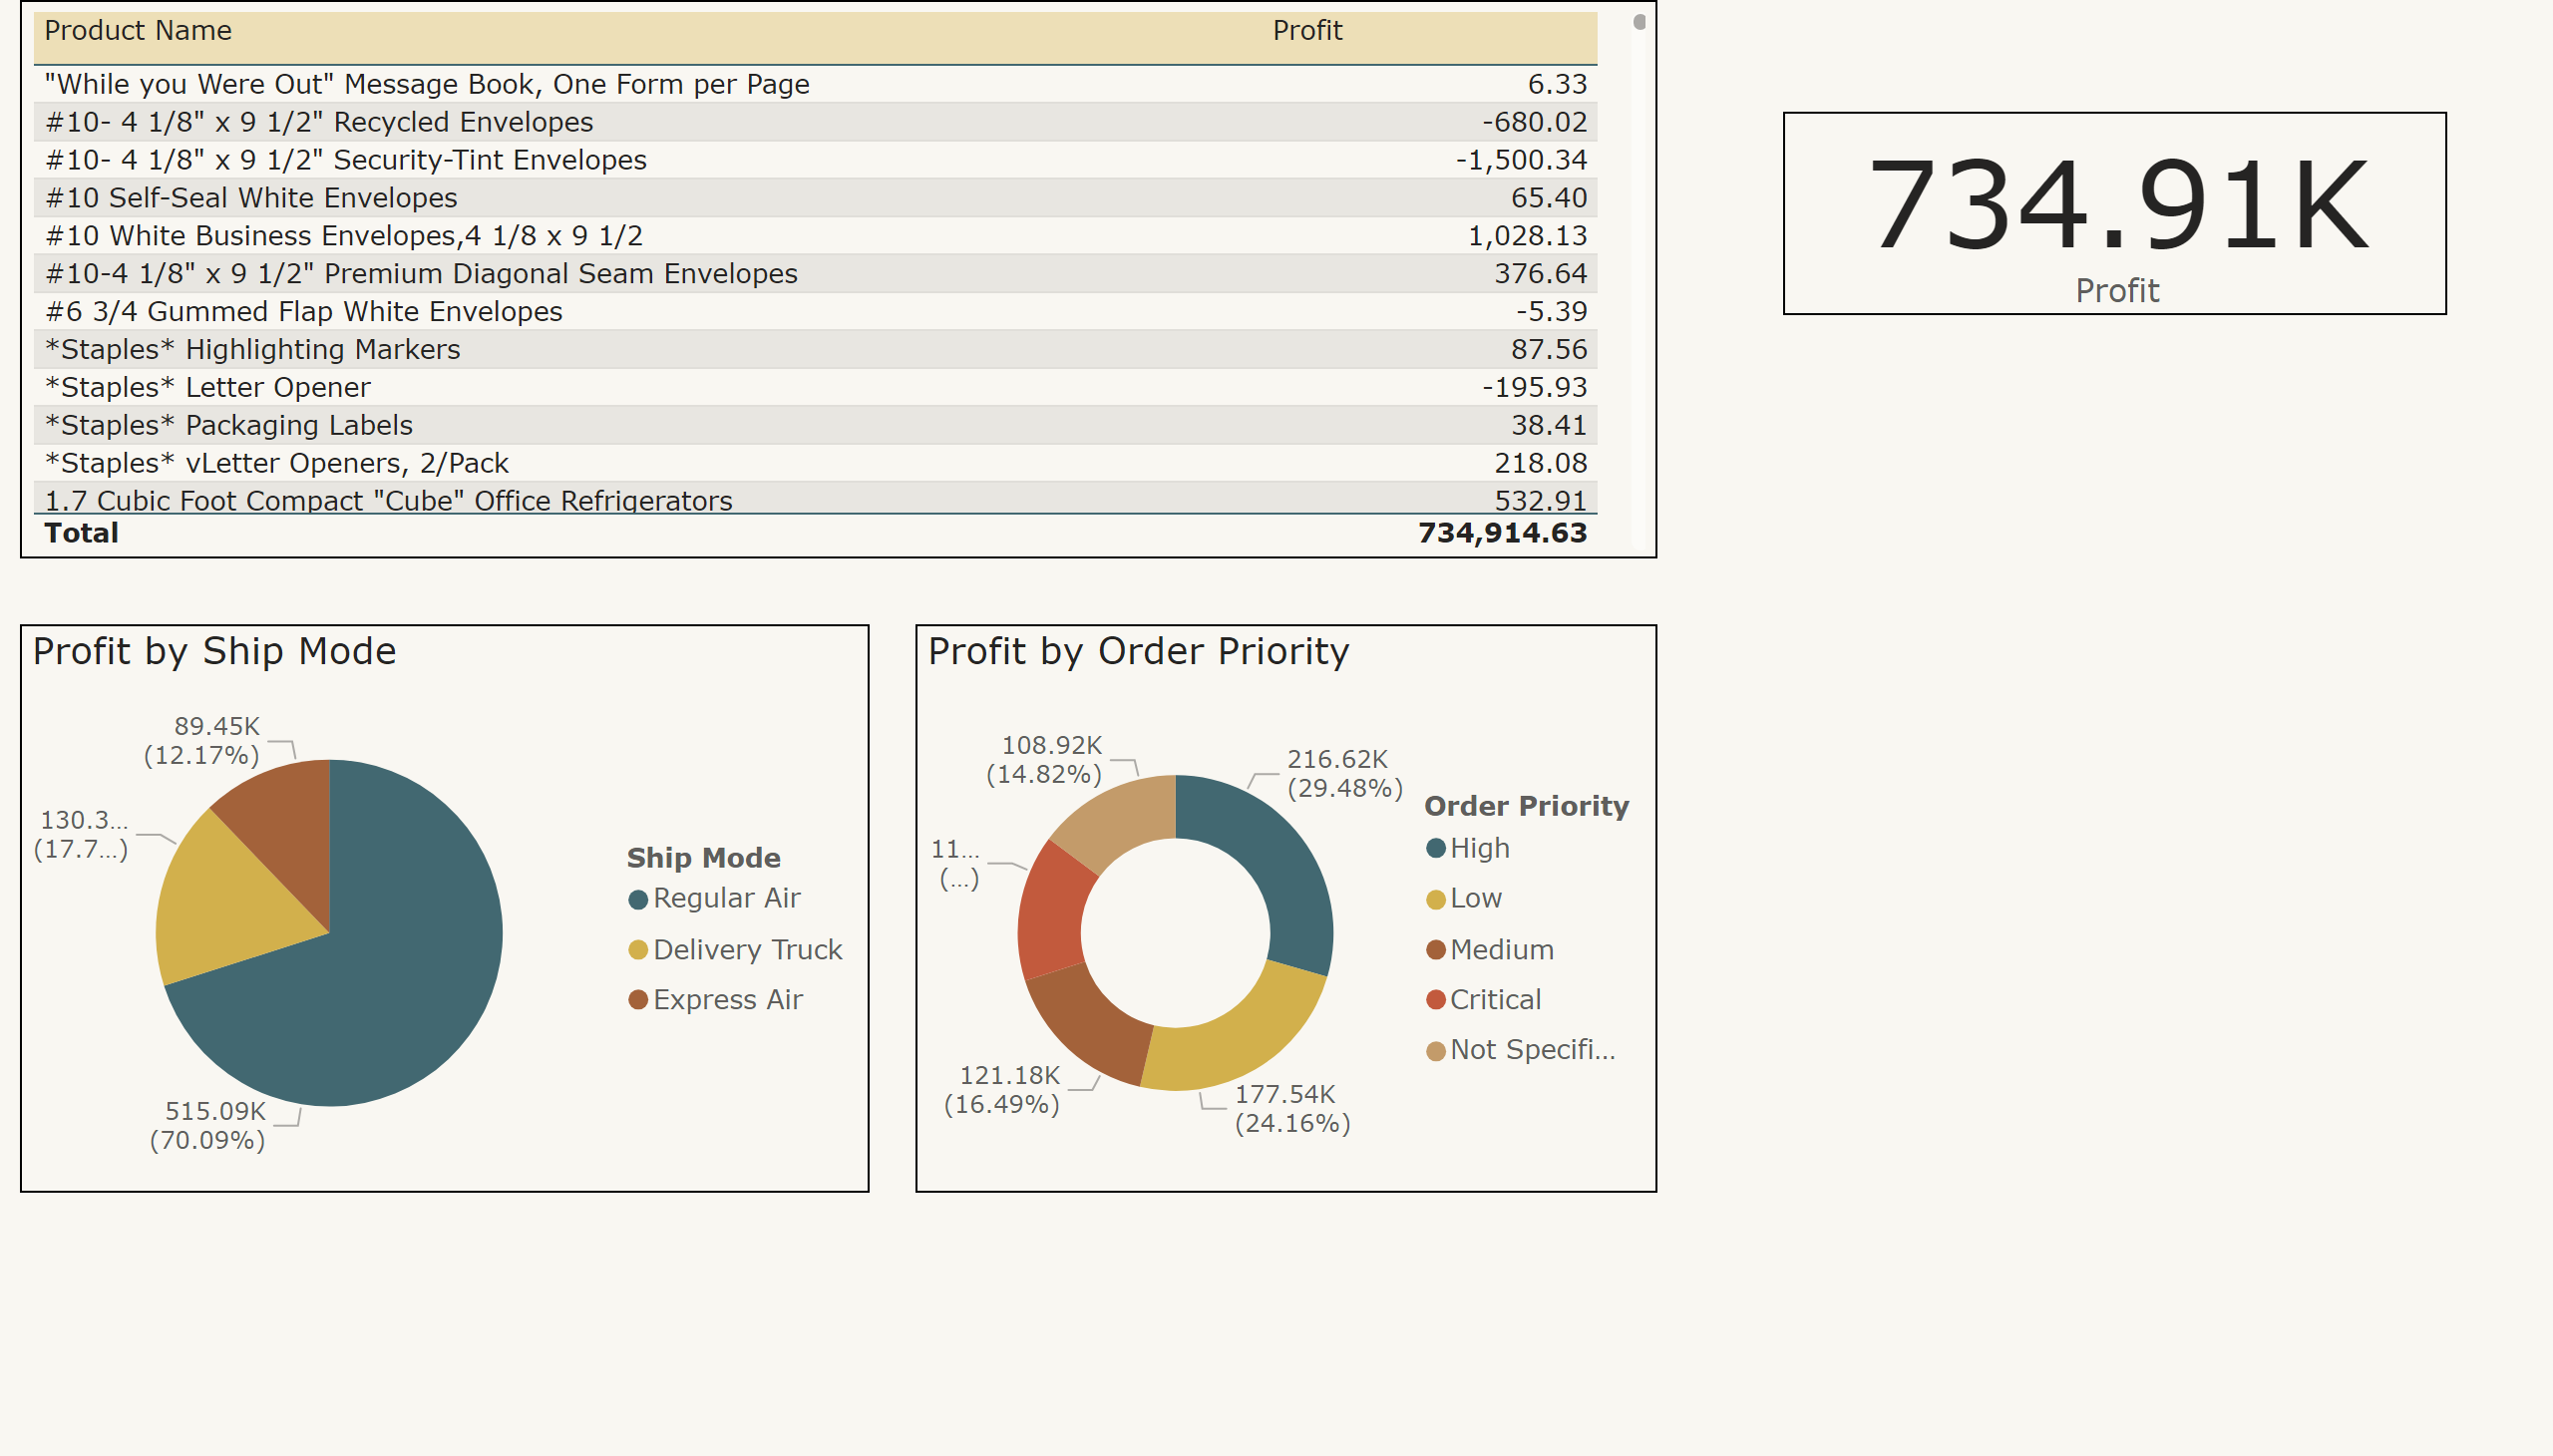 Product Name Profit
"While you Were Out" Message Book, One Form per Page 6.33
#10- 4 1/8" x 9 1/2" Recycled Envelopes -680.02
#10- 4 1/8" x 9 1/2" Security-Tint Envelopes -1,500.34
#10 Self-Seal White Envelopes 65.40
#10 White Business Envelopes,4 1/8 x 9 1/2 1,028.13
#10-4 1/8" x 9 1/2" Premium Diagonal Seam Envelopes 376.64
#6 3/4 Gummed Flap White Envelopes -5.39
*Staples* Highlighting Markers 87.56
*Staples* Letter Opener -195.93
*Staples* Packaging Labels 38.41
*Staples* vLetter Openers, 2/Pack 218.08
1.7 Cubic Foot Compact "Cube" Office Refrigerators 532.91
Total 734,914.63
734.91K
Profit
Profit by Ship Mode
89.45K
(12.17%)
130.3...
(17.7...)
515.09K
(70.09%)
Ship Mode
Regular Air
Delivery Truck
Express Air
Profit by Order Priority
108.92K
(14.82%)
216.62K
(29.48%)
11...
(...)
121.18K
(16.49%)
177.54K
(24.16%)
Order Priority
High
Low
Medium
Critical
Not Specifi...